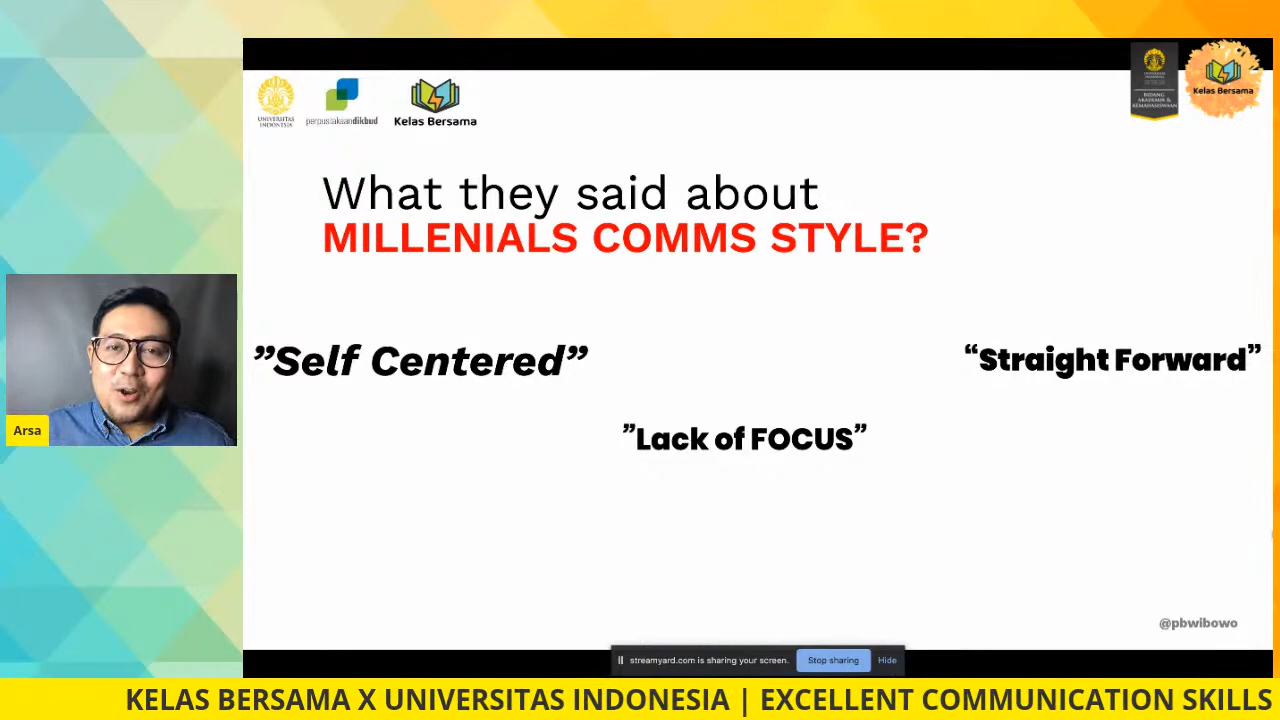 UNIVERSITAS
INDONESIA
perpustakaandikbud
Kelas Bersama
BIDANG
AKADEMIK &
KEMAHASISWAAN
Kelas Bersama
What they said about
MILLENIALS COMMS STYLE?
”Self Centered”
“Straight Forward”
”Lack of FOCUS”
Arsa
@pbwibowo
streamyard.com is sharing your screen.
Stop sharing
Hide
KELAS BERSAMA X UNIVERSITAS INDONESIA | EXCELLENT COMMUNICATION SKILLS